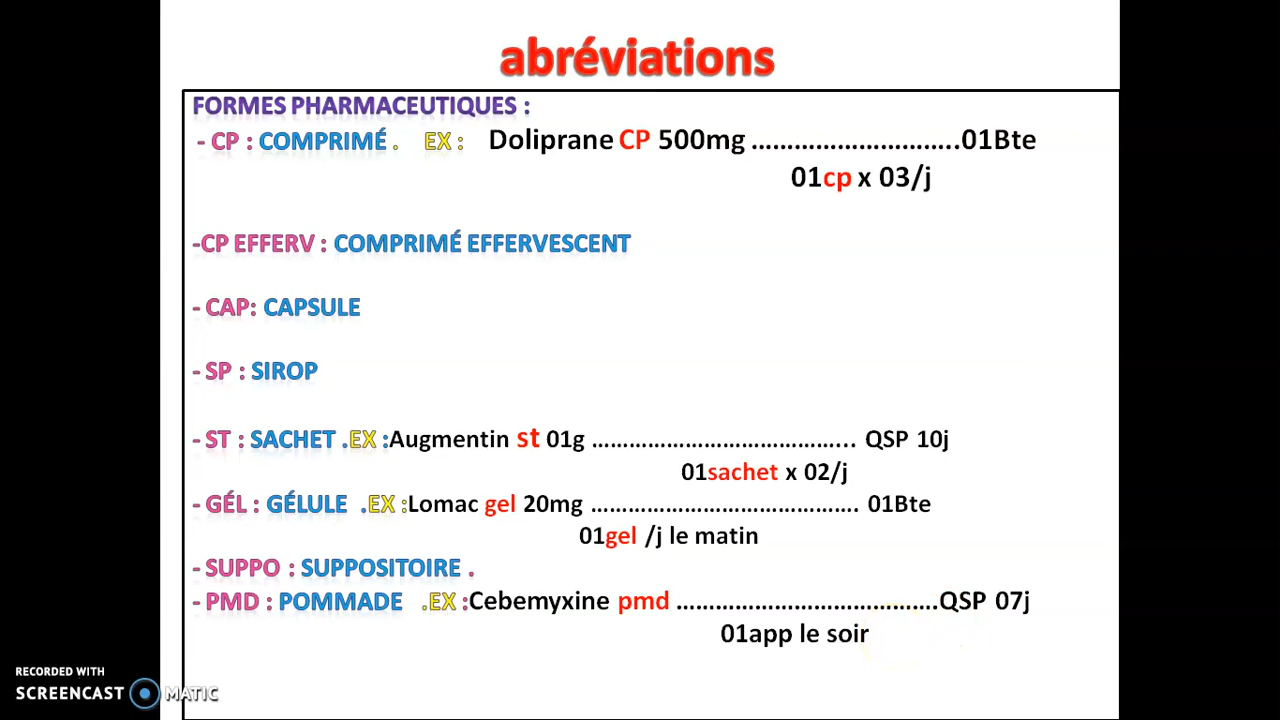 abréviations
FORMES PHARMACEUTIQUES :
- CP : COMPRIMÉ . EX : Doliprane CP 500mg ............................01Bte
01cp x 03/j
-CP EFFERV : COMPRIMÉ EFFERVESCENT
- CAP: CAPSULE
- SP : SIROP
- ST : SACHET .EX :Augmentin st 01g ....................................... QSP 10j
01sachet x 02/j
- GÉL : GÉLULE .EX :Lomac gel 20mg ........................................ 01Bte
01gel /j le matin
- SUPPO : SUPPOSITOIRE .
- PMD : POMMADE .EX :Cebemyxine pmd .......................................QSP 07j
01app le soir
RECORDED WITH
SCREENCAST MATIC